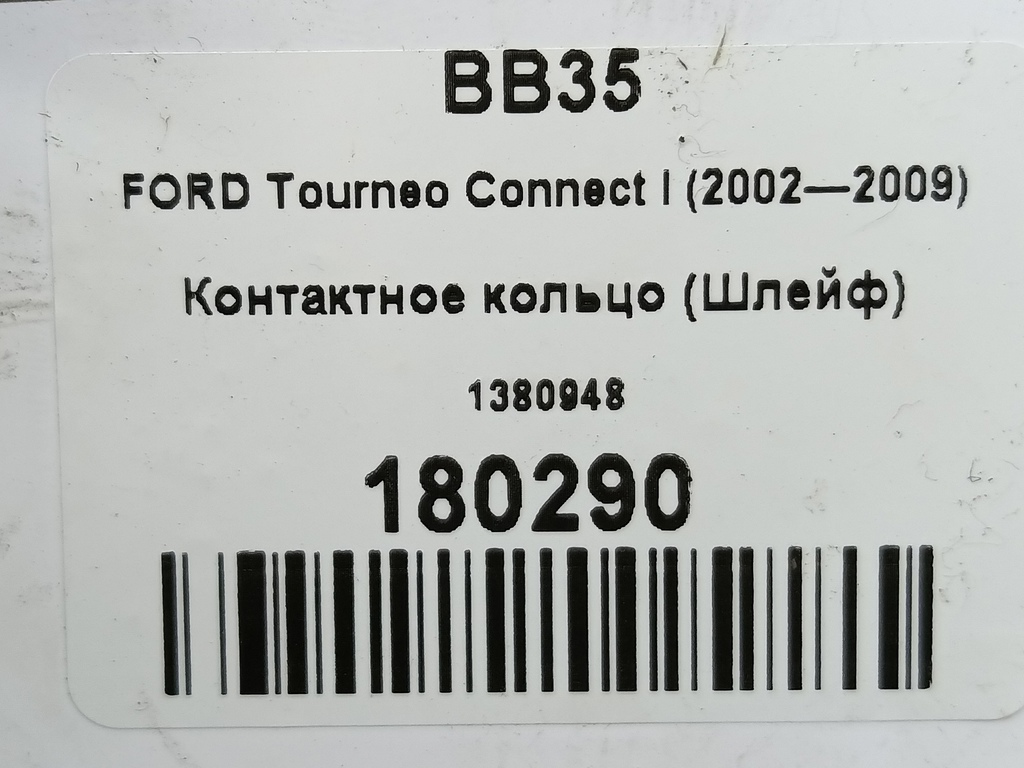 BB35
FORD Tourneo Connect I (2002—2009)
Контактное кольцо (Шлейф)
1380948
180290